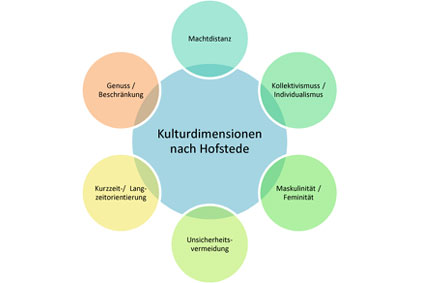 Machtdistanz
Genuss /
Beschränkung
Kollektivismuss /
Individualismus
Kulturdimensionen
nach Hofstede
Kurzzeit-/ Lang-
zeitorientierung
Maskulinität /
Feminität
Unsicherheits-
vermeidung